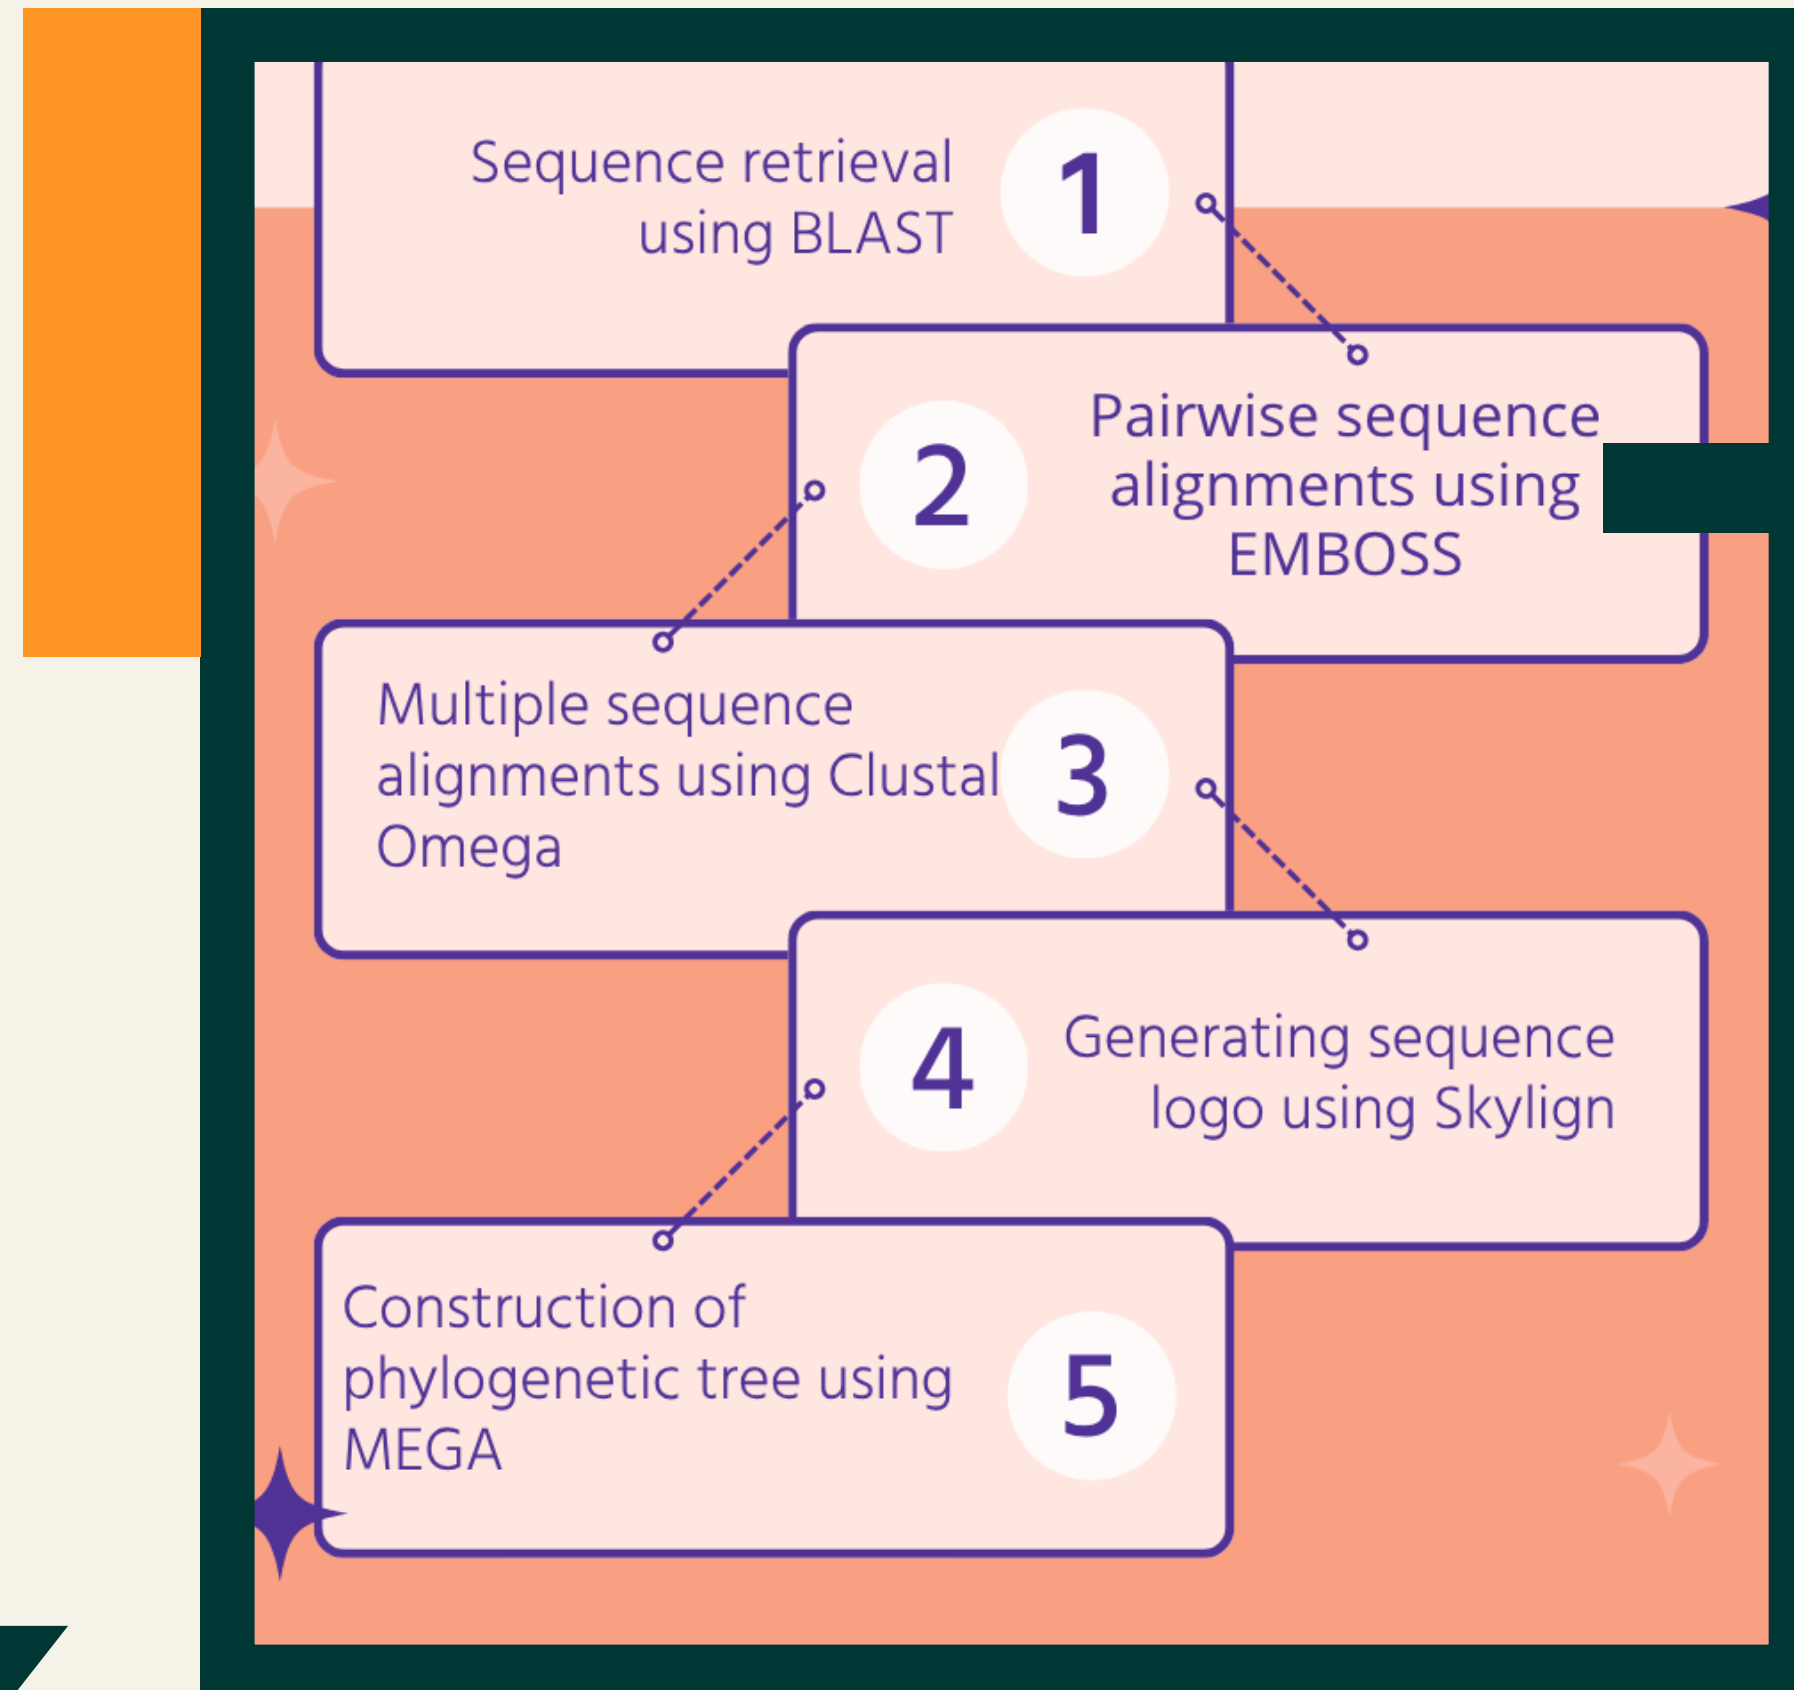 Sequence retrieval
using BLAST
1
2
Pairwise sequence
alignments using
EMBOSS
Multiple sequence
alignments using Clustal
Omega
3
4
Generating sequence
logo using Skylign
Construction of
phylogenetic tree using
MEGA
5